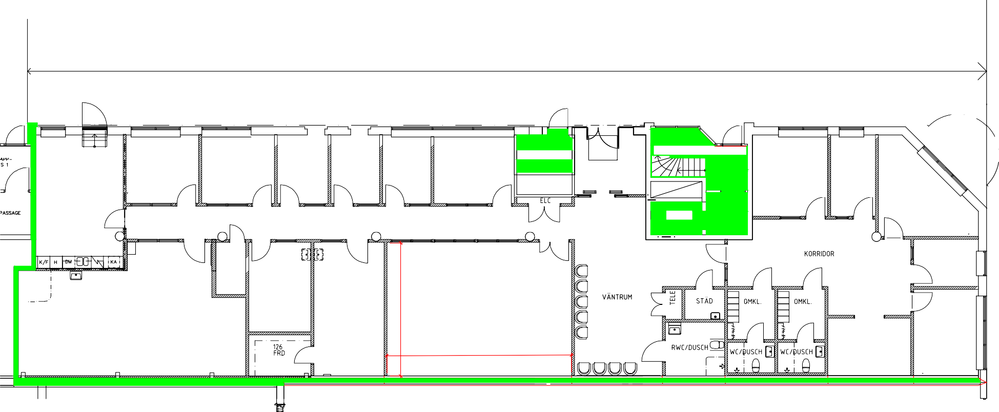 APP-
S 1
PASSAGE
ELC
K/F H DM KA
KORRIDOR
VÄNTRUM
TELE
STÄD
OMKL.
OMKL.
126
FRD
RWC/DUSCH
WC/DUSCH
WC/DUSCH